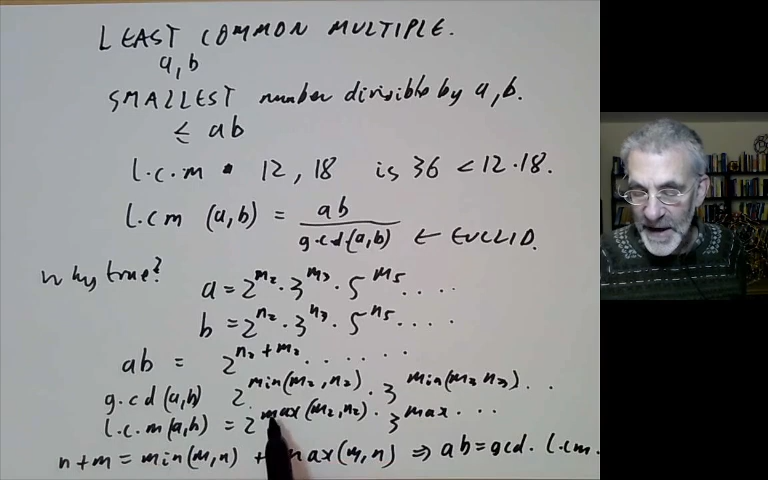 LEAST COMMON MULTIPLE.
a, b
SMALLEST number divisible by a, b.
≤ ab
l.c.m 12, 18 is 36 < 12·18.
l.c.m (a,b) = ab / g.c.d(a,b) ← EUCLID.
why true? a = 2^m₂ · 3^m₃ · 5^m₅ ....
b = 2^n₂ · 3^n₃ · 5^n₅ ....
ab = 2^n₂+m₂ ......
g.c.d (a,b) 2^min(m₂,n₂) · 3^min(m₃ n₃) ...
l.c.m (a,b) = 2^max(m₂,n₂) · 3^max ...
n+m = min(m,n) + max(m,n) ⇒ ab = gcd. l.cm.